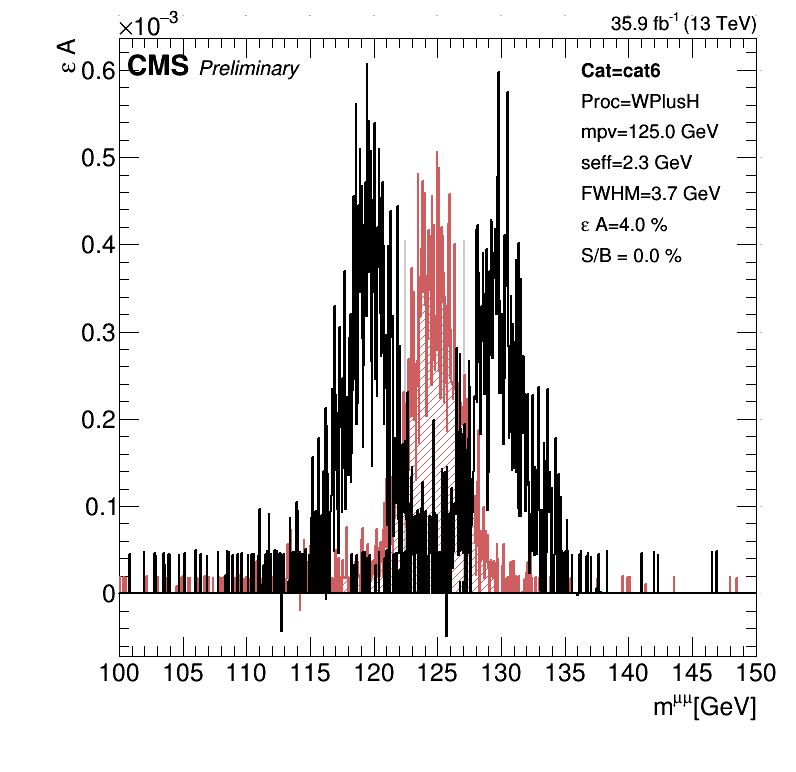 ×10⁻³
35.9 fb⁻¹ (13 TeV)
ε A
CMS Preliminary
Cat=cat6
Proc=WPlusH
mpv=125.0 GeV
seff=2.3 GeV
FWHM=3.7 GeV
ε A=4.0 %
S/B = 0.0 %
0.6
0.5
0.4
0.3
0.2
0.1
0
100 105 110 115 120 125 130 135 140 145 150
m^μμ[GeV]